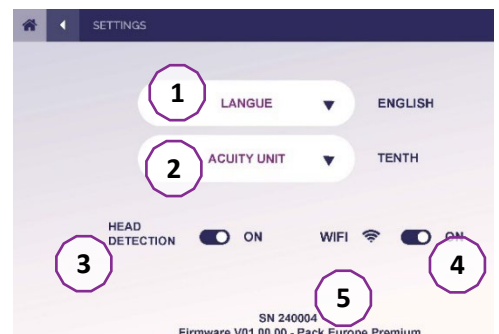 SETTINGS
1 LANGUE ▼ ENGLISH
2 ACUITY UNIT ▼ TENTH
HEAD
DETECTION ON WIFI ON
3 4
5
SN 240004
Firmware V01.00.00 - Pack Europe Premium